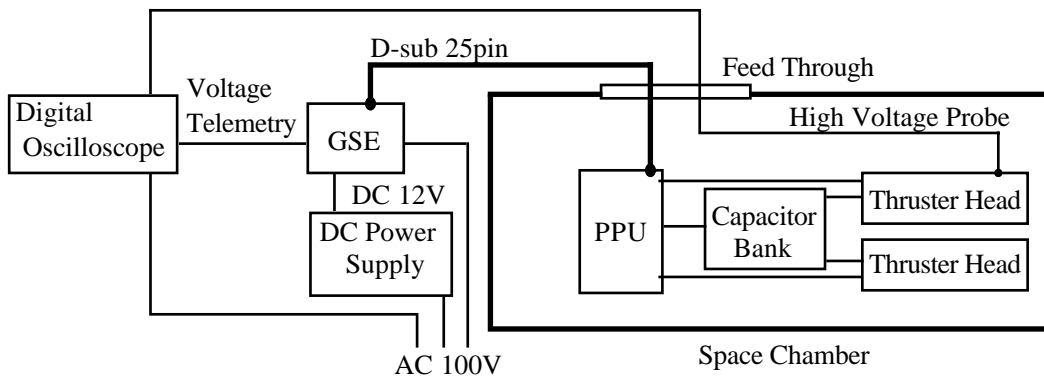 D-sub 25pin
Feed Through
Digital
Oscilloscope
Voltage
Telemetry
GSE
High Voltage Probe
DC 12V
DC Power
Supply
PPU
Capacitor
Bank
Thruster Head
Thruster Head
AC 100V
Space Chamber